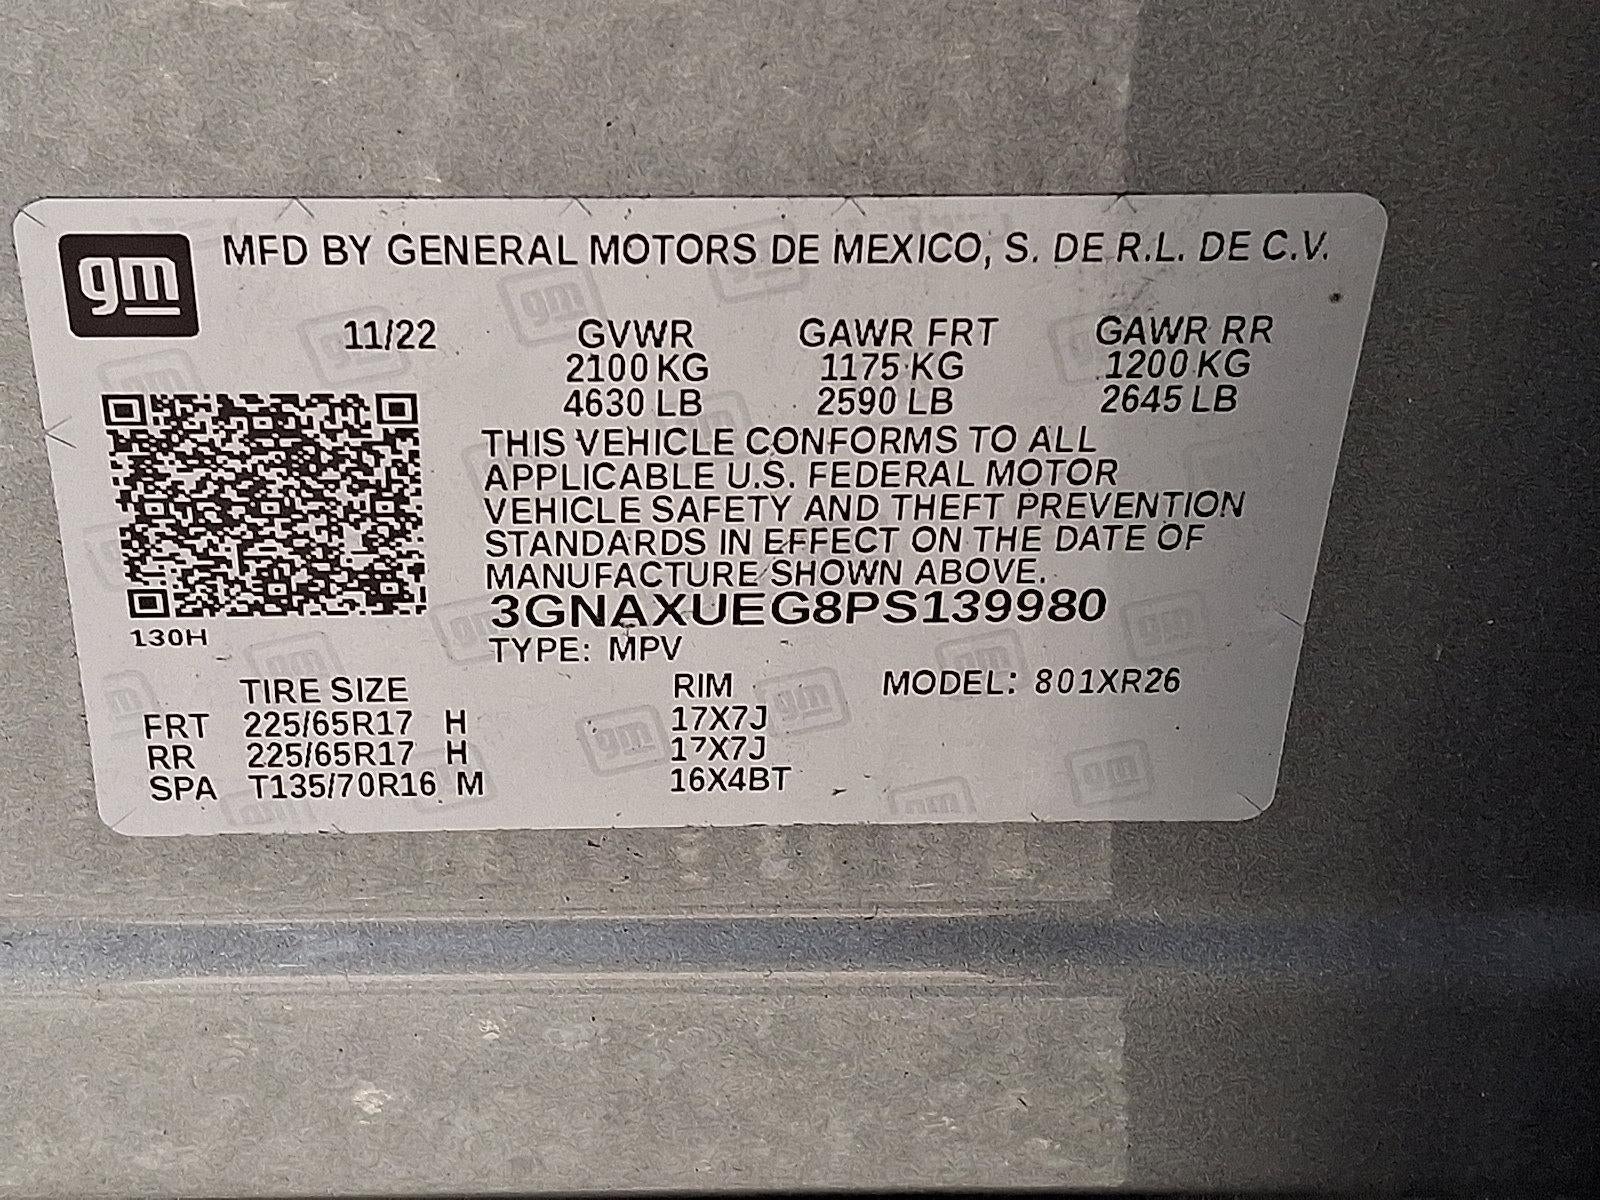 gm MFD BY GENERAL MOTORS DE MEXICO, S. DE R.L. DE C.V.
11/22 GVWR GAWR FRT GAWR RR
2100 KG 1175 KG 1200 KG
4630 LB 2590 LB 2645 LB
THIS VEHICLE CONFORMS TO ALL
APPLICABLE U.S. FEDERAL MOTOR
VEHICLE SAFETY AND THEFT PREVENTION
STANDARDS IN EFFECT ON THE DATE OF
MANUFACTURE SHOWN ABOVE.
3GNAXUEG8PS139980
130H
TYPE: MPV
TIRE SIZE RIM MODEL: 801XR26
FRT 225/65R17 H 17X7J
RR 225/65R17 H 17X7J
SPA T135/70R16 M 16X4BT